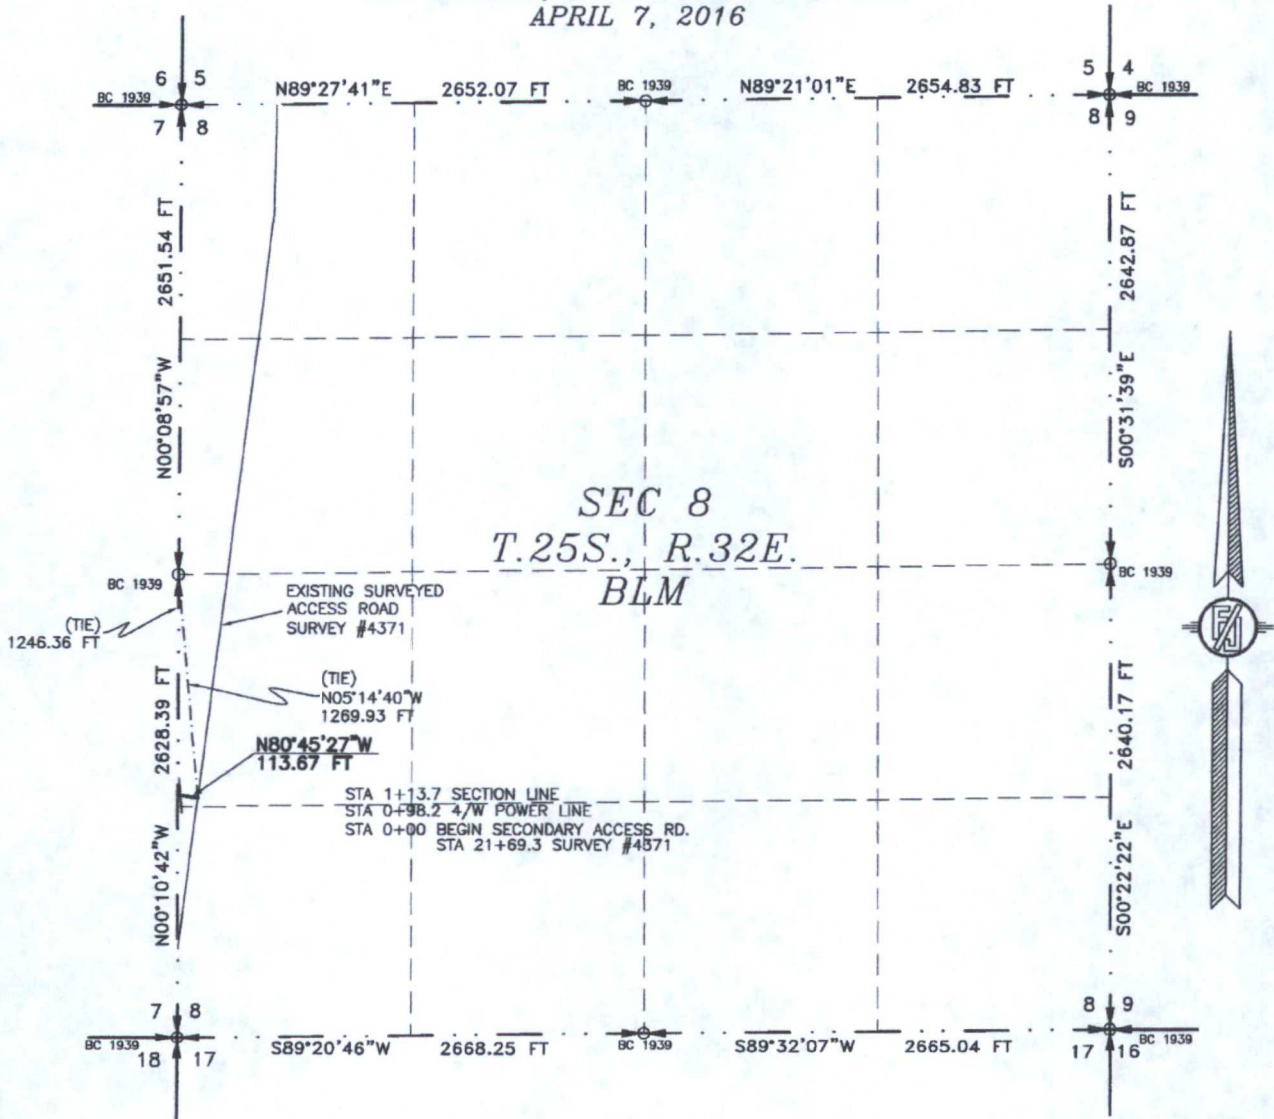 APRIL 7, 2016
6 5
5 4
BC 1939
N89°27'41"E 2652.07 FT
BC 1939
N89°21'01"E 2654.83 FT
BC 1939
7 8
8 9
2651.54 FT
N00°08'57"W
2642.87 FT
S00°31'39"E
SEC 8
T.25S., R.32E.
BLM
BC 1939
BC 1939
EXISTING SURVEYED
ACCESS ROAD
SURVEY #4371
(TIE)
1246.36 FT
(TIE)
N05°14'40"W
1269.93 FT
2628.39 FT
N00°10'42"W
2640.17 FT
S00°22'22"E
N80°45'27"W
113.67 FT
STA 1+13.7 SECTION LINE
STA 0+98.2 4/W POWER LINE
STA 0+00 BEGIN SECONDARY ACCESS RD.
STA 21+69.3 SURVEY #4371
7 8
8 9
BC 1939
S89°20'46"W 2668.25 FT
BC 1939
S89°32'07"W 2665.04 FT
BC 1939
18 17
17 16